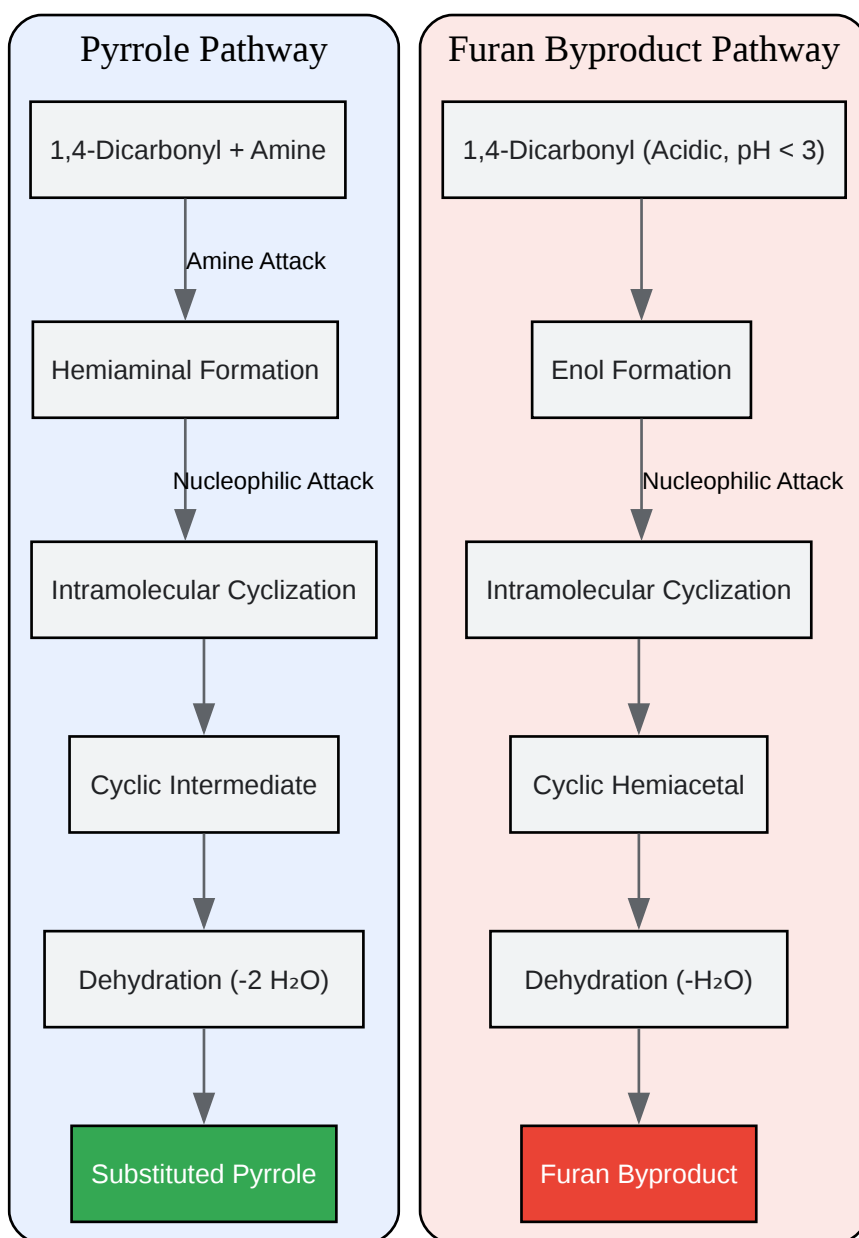 Pyrrole Pathway
1,4-Dicarbonyl + Amine
Amine Attack
Hemiaminal Formation
Nucleophilic Attack
Intramolecular Cyclization
Cyclic Intermediate
Dehydration (-2 H₂O)
Substituted Pyrrole
Furan Byproduct Pathway
1,4-Dicarbonyl (Acidic, pH < 3)
Enol Formation
Nucleophilic Attack
Intramolecular Cyclization
Cyclic Hemiacetal
Dehydration (-H₂O)
Furan Byproduct